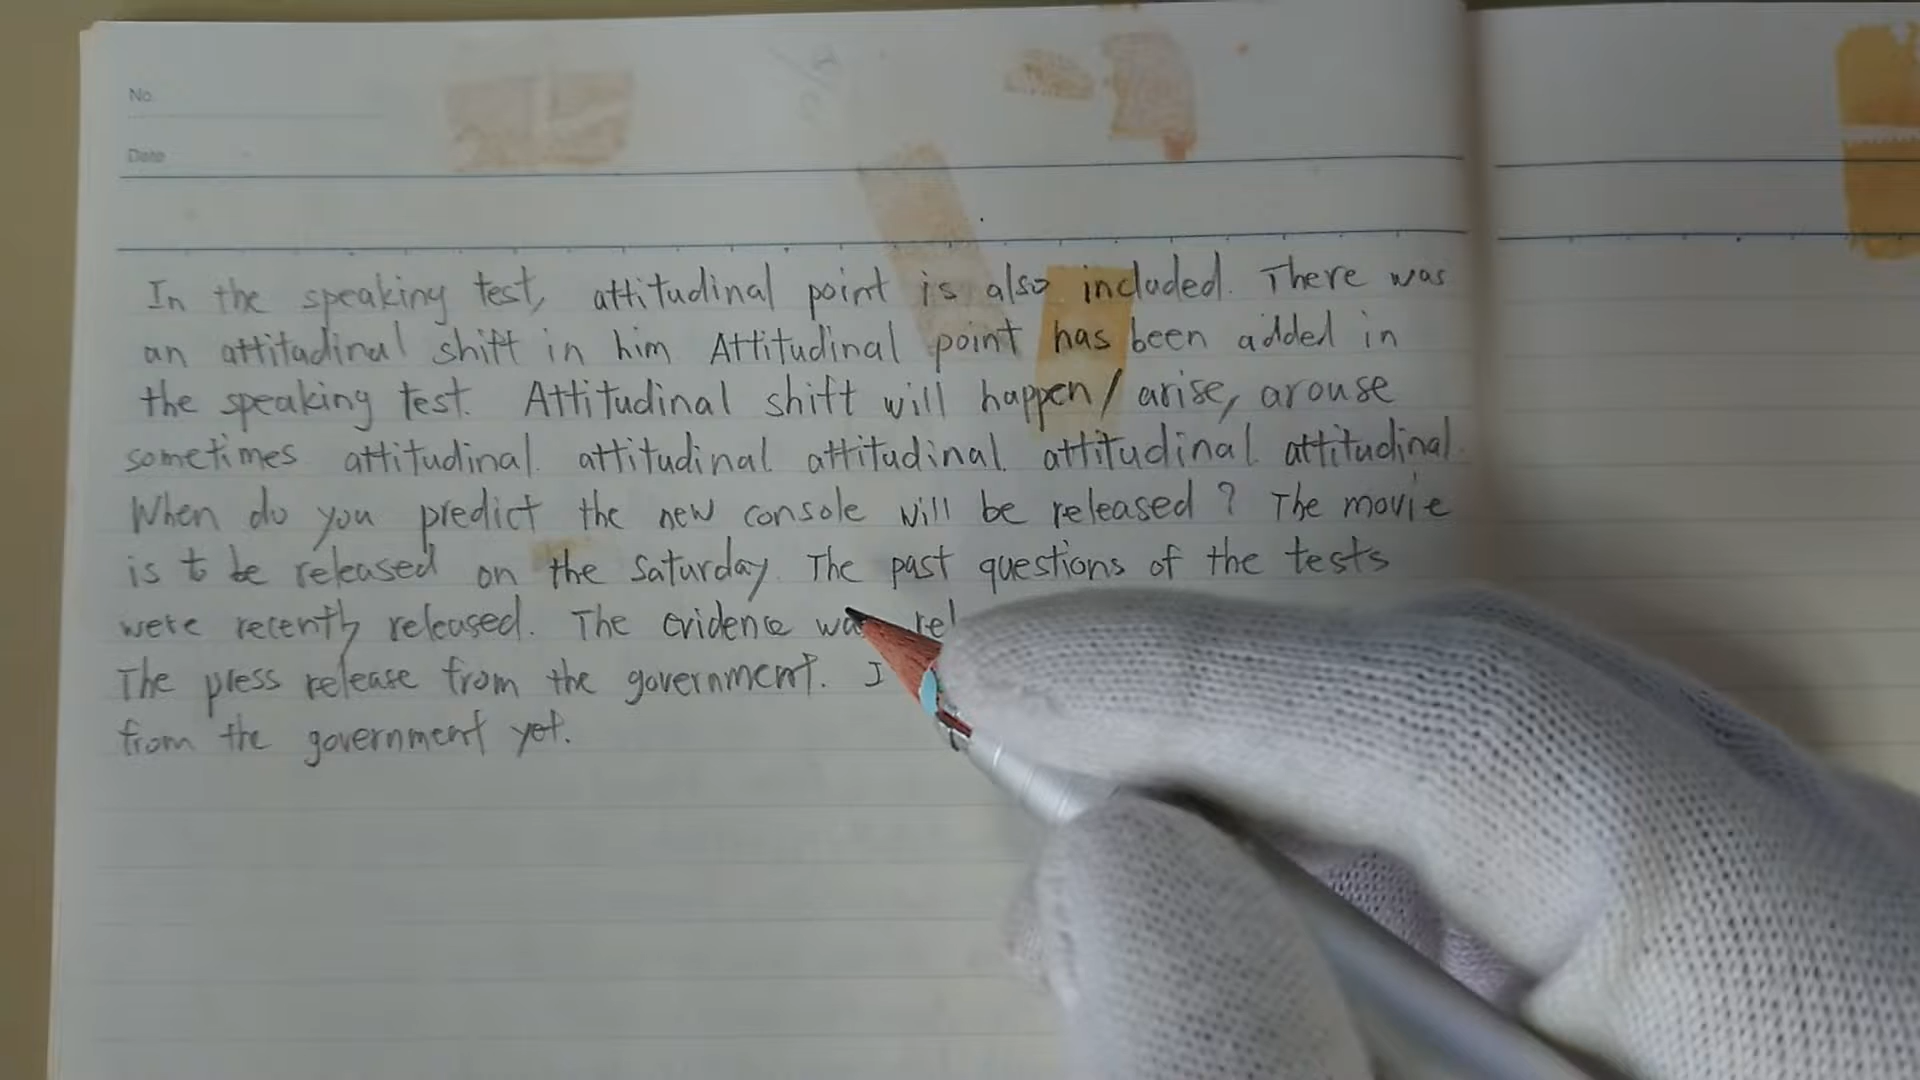 No.
Date
In the speaking test, attitudinal point is also included. There was
an attitudinal shift in him Attitudinal point has been added in
the speaking test. Attitudinal shift will happen / arise, arouse
sometimes attitudinal. attitudinal attitudinal. attitudinal. attitudinal.
When do you predict the new console will be released ? The movie
is to be released on the Saturday. The past questions of the tests
were recently released. The evidence
The press release from the government. I
from the government yet.